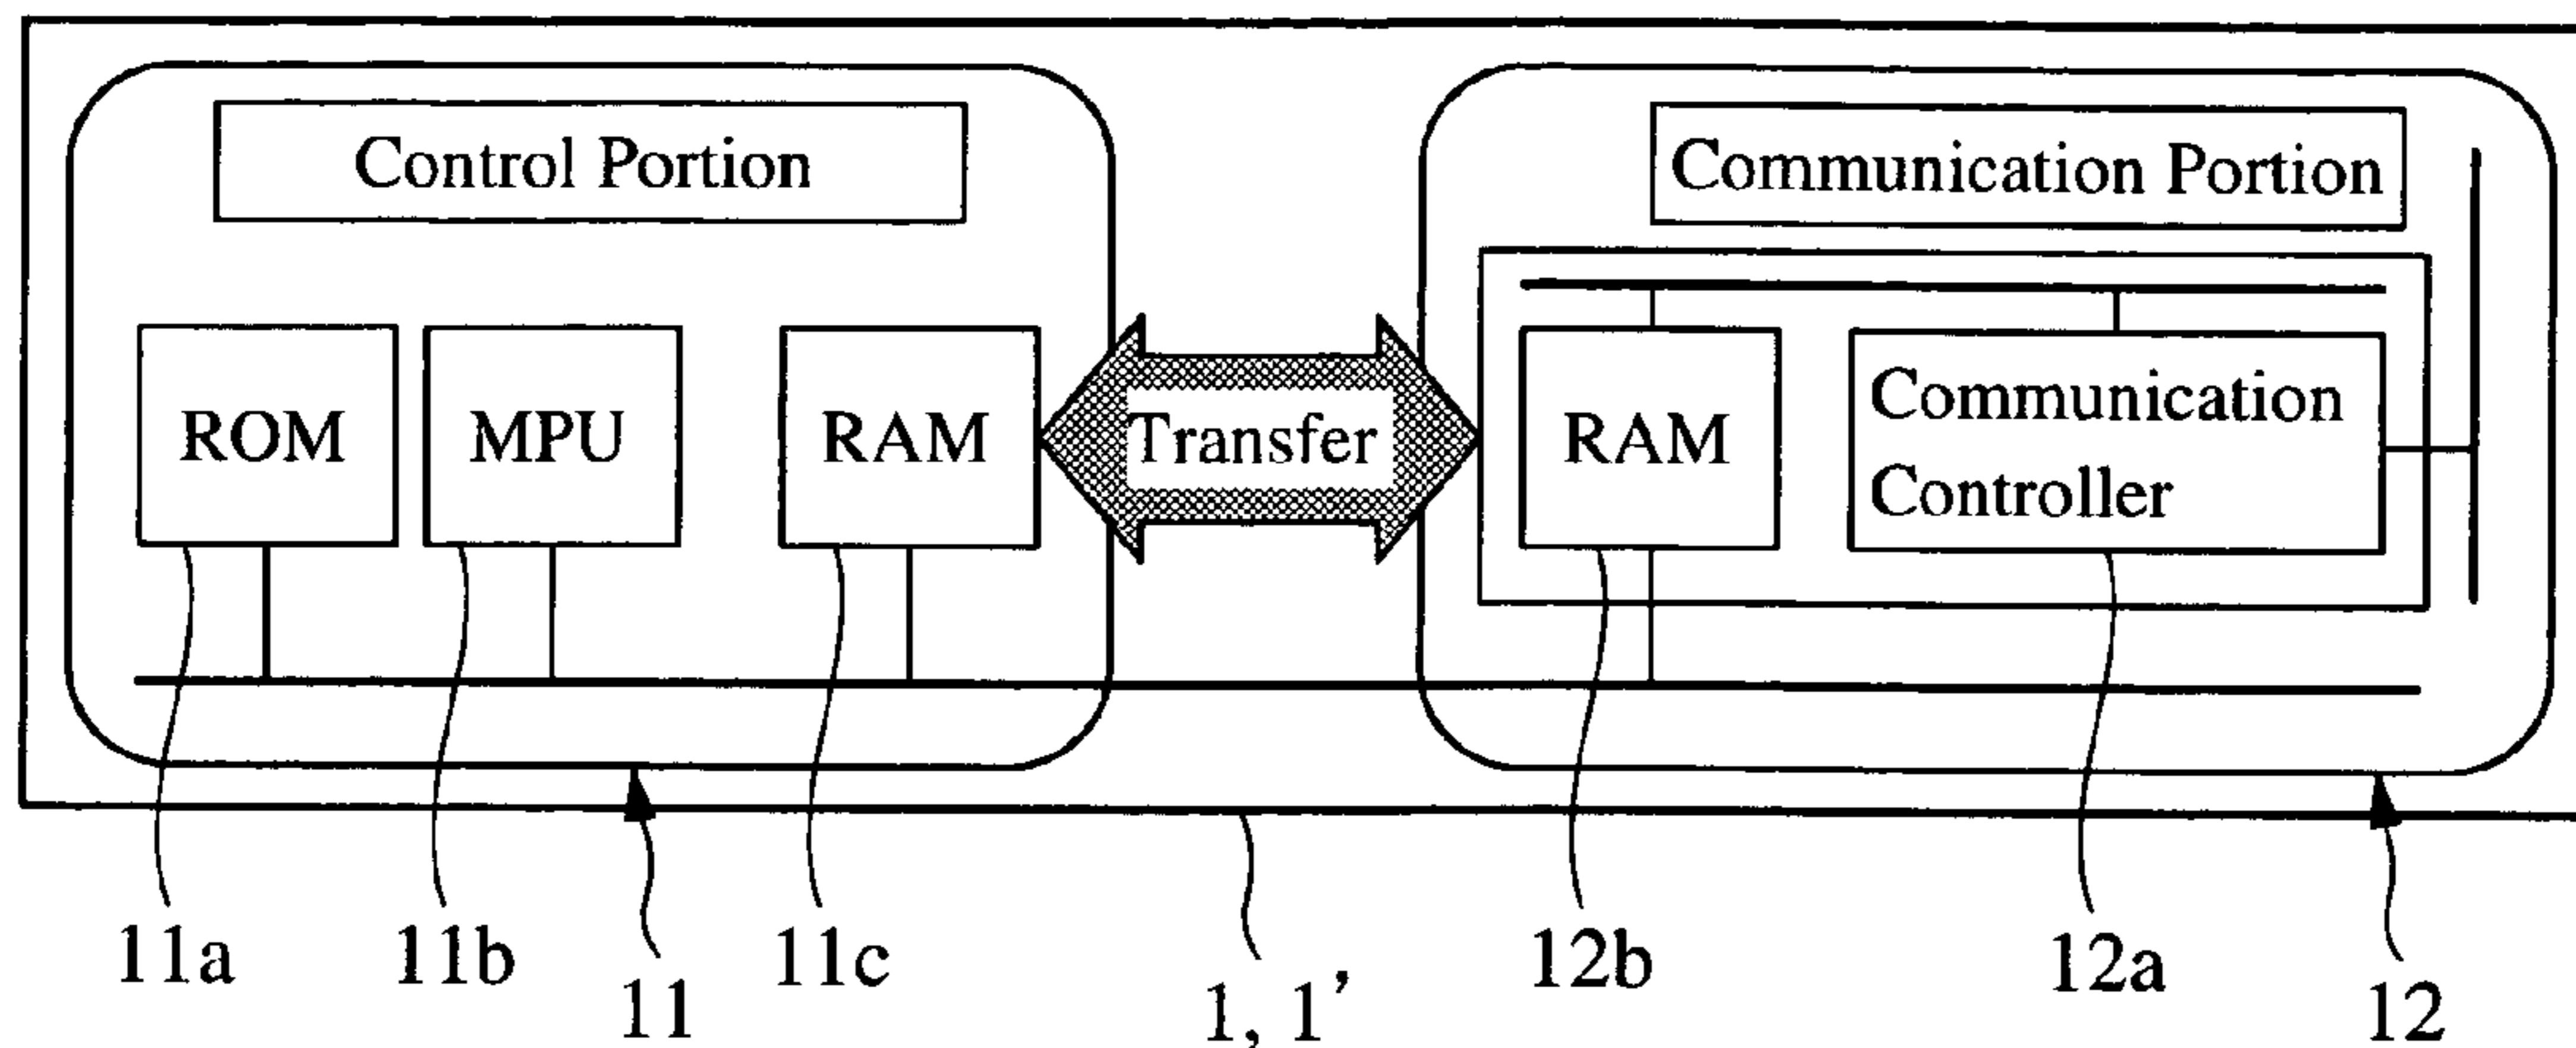 Control Portion
Communication Portion
ROM
MPU
RAM
Transfer
RAM
Communication
Controller
11a
11b
11
11c
1, 1’
12b
12a
12